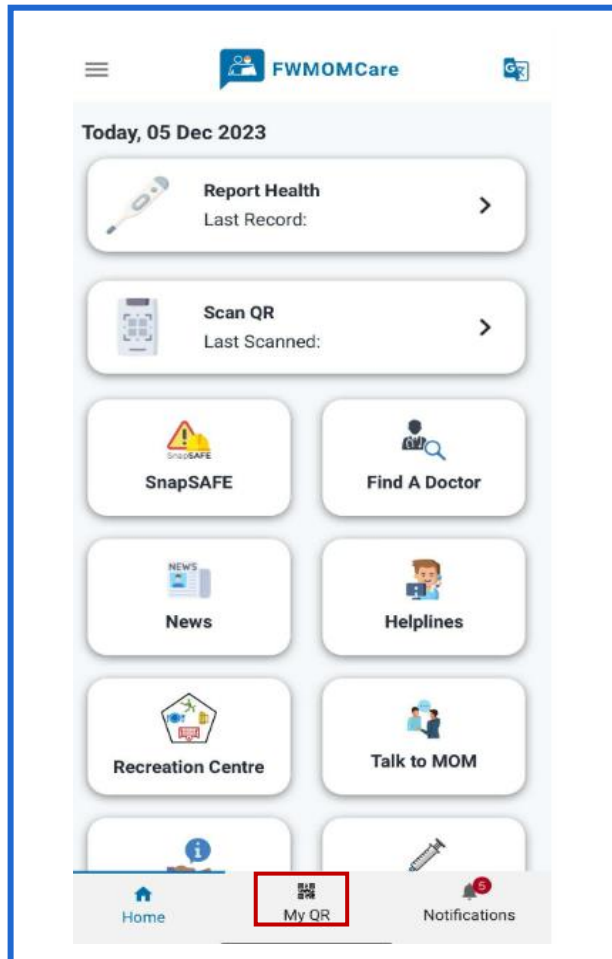 FWMOMCare
Today, 05 Dec 2023
Report Health
Last Record:
Scan QR
Last Scanned:
SnapSAFE
SnapSAFE
Find A Doctor
NEWS
News
Helplines
Recreation Centre
Talk to MOM
Home
My QR
5
Notifications